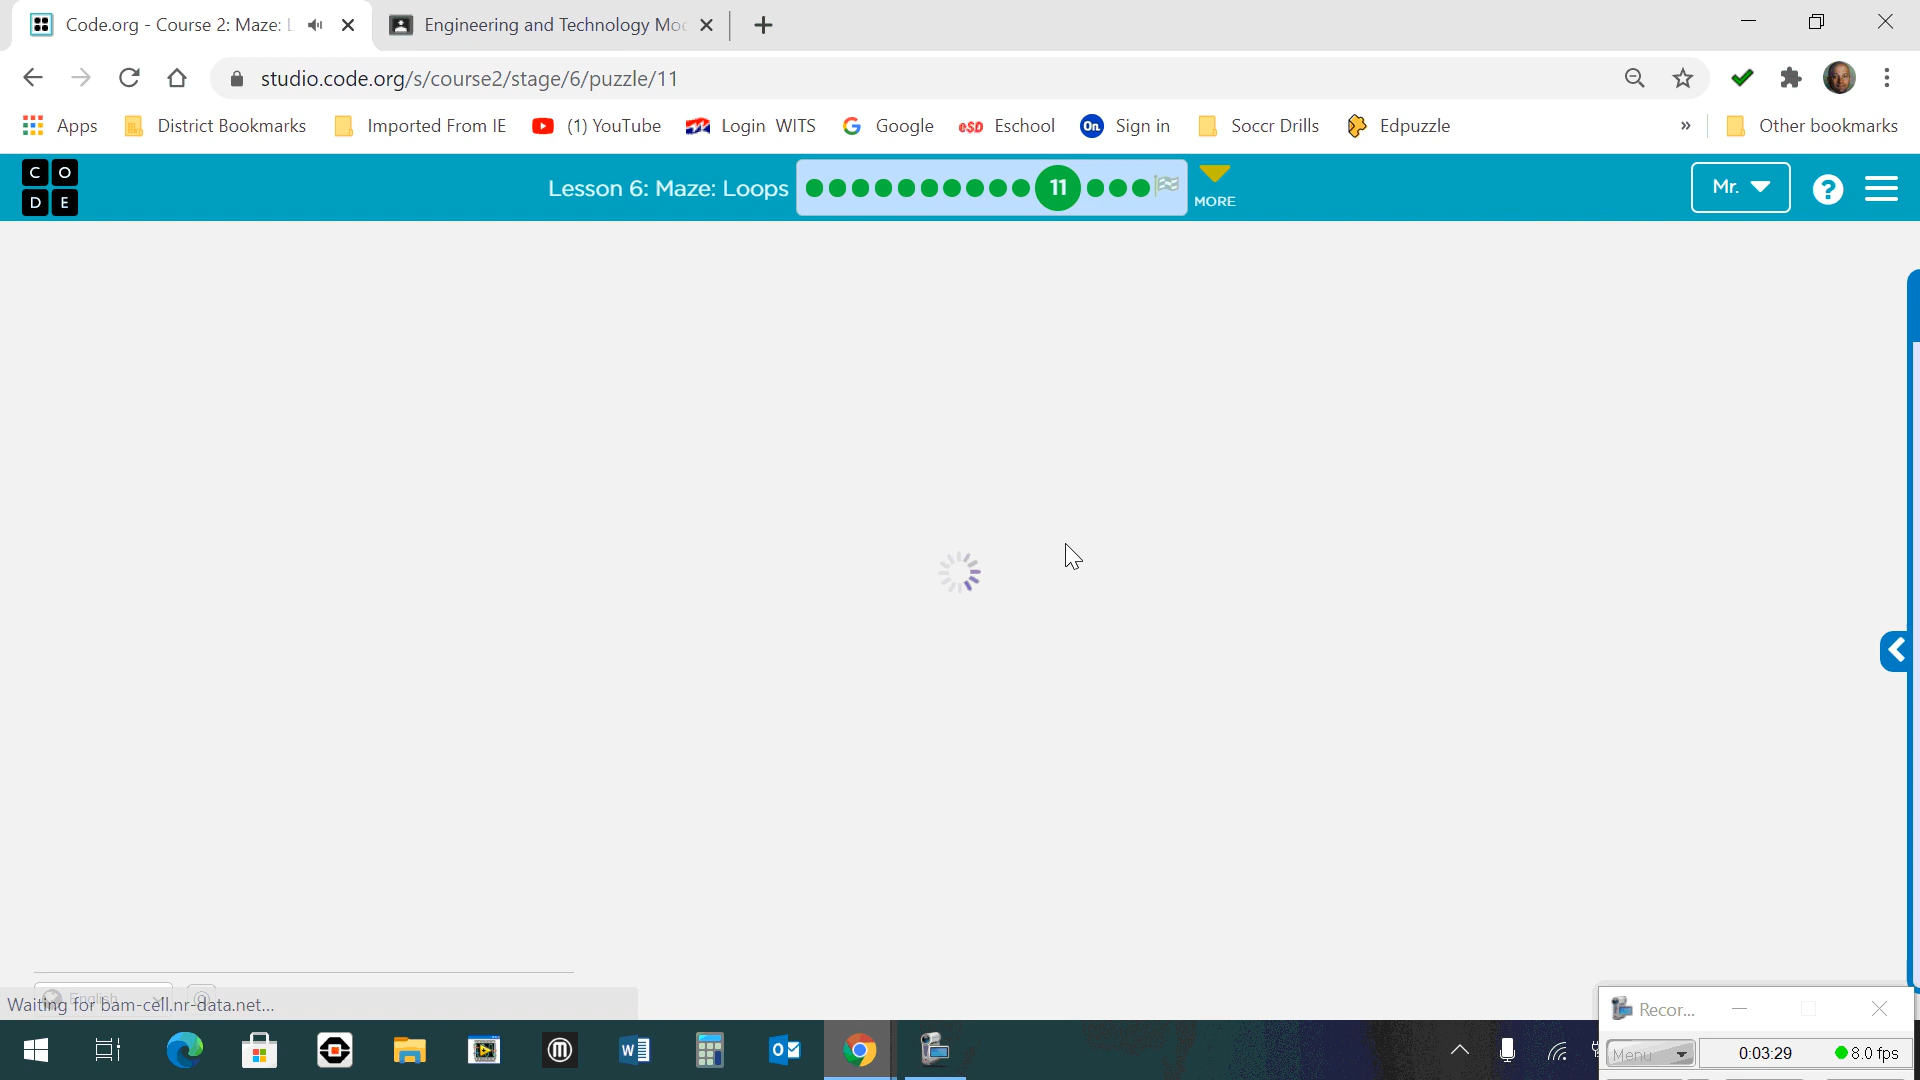 Code.org - Course 2: Maze: L
Engineering and Technology Mo
studio.code.org/s/course2/stage/6/puzzle/11
Apps
District Bookmarks
Imported From IE
(1) YouTube
Login WITS
Google
esp Eschool
On Sign in
Soccr Drills
Edpuzzle
»
Other bookmarks
C O
D E
Lesson 6: Maze: Loops
11
MORE
Mr.
?
English
Waiting for bam-cell.nr-data.net...
Recor...
Menu
0:03:29
8.0 fps